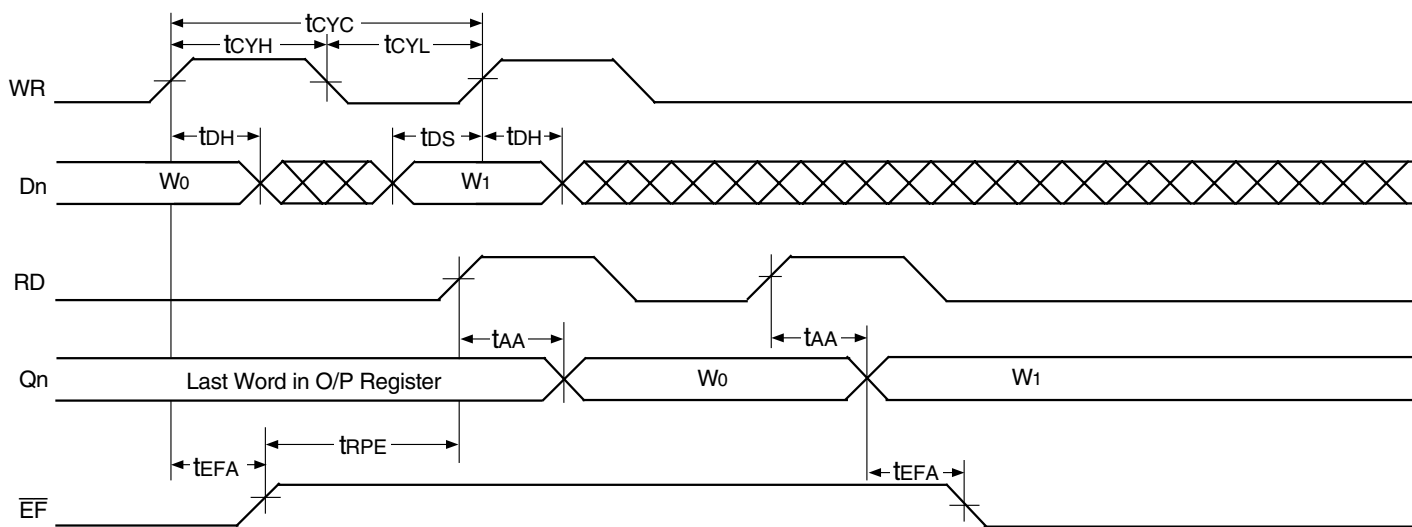 tCYC
tCYH tCYL
WR
tDH tDS tDH
Dn W0 W1
RD
tAA tAA
Qn Last Word in O/P Register W0 W1
tRPE
tEFA tEFA
E̅F̅